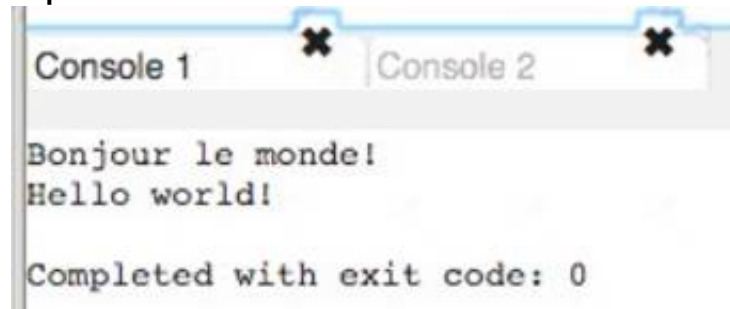 Console 1 Console 2
Bonjour le monde!
Hello world!
Completed with exit code: 0